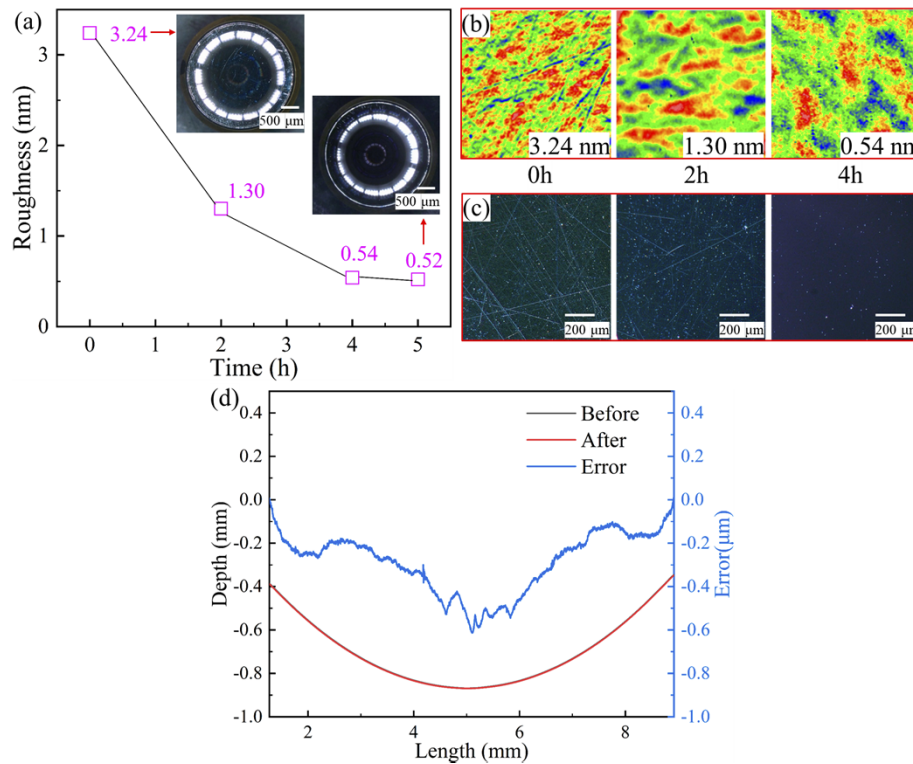 (a)
3.24
500 μm
500 μm
1.30
0.54
0.52
Roughness (nm)
3
2
1
0
0 1 2 3 4 5
Time (h)
(b)
3.24 nm 1.30 nm 0.54 nm
0h 2h 4h
(c)
200 μm 200 μm 200 μm
(d)
Before
After
Error
Depth (mm)
0.4
0.2
0.0
-0.2
-0.4
-0.6
-0.8
-1.0
2 4 6 8
Length (mm)
0.4
0.2
0.0
-0.2
-0.4
-0.6
-0.8
-1.0
Error(μm)